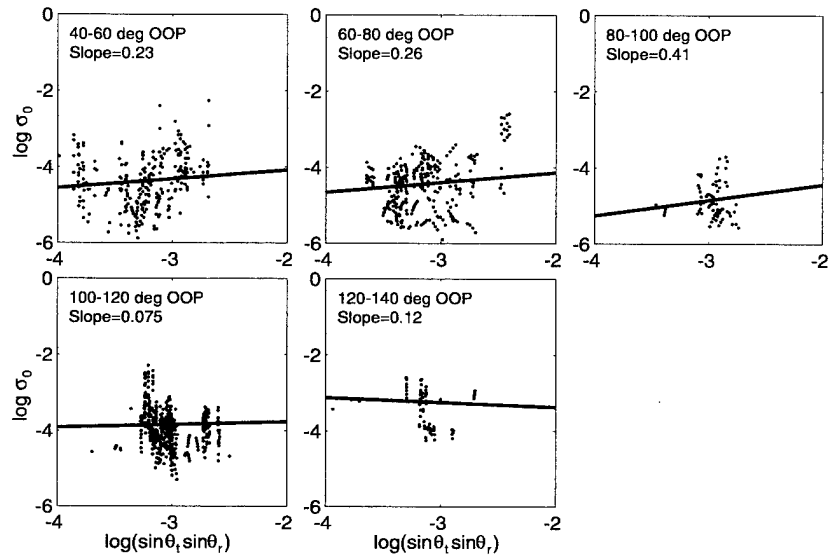 0
40-60 deg OOP
Slope=0.23
-2
log σ₀
-4
-6
-4
-3
-2
0
60-80 deg OOP
Slope=0.26
-2
-4
-6
-4
-3
-2
0
80-100 deg OOP
Slope=0.41
-2
-4
-6
-4
-3
-2
0
100-120 deg OOP
Slope=0.075
-2
log σ₀
-4
-6
-4
-3
-2
log(sinθₜsinθᵣ)
0
120-140 deg OOP
Slope=0.12
-2
-4
-6
-4
-3
-2
log(sinθₜsinθᵣ)